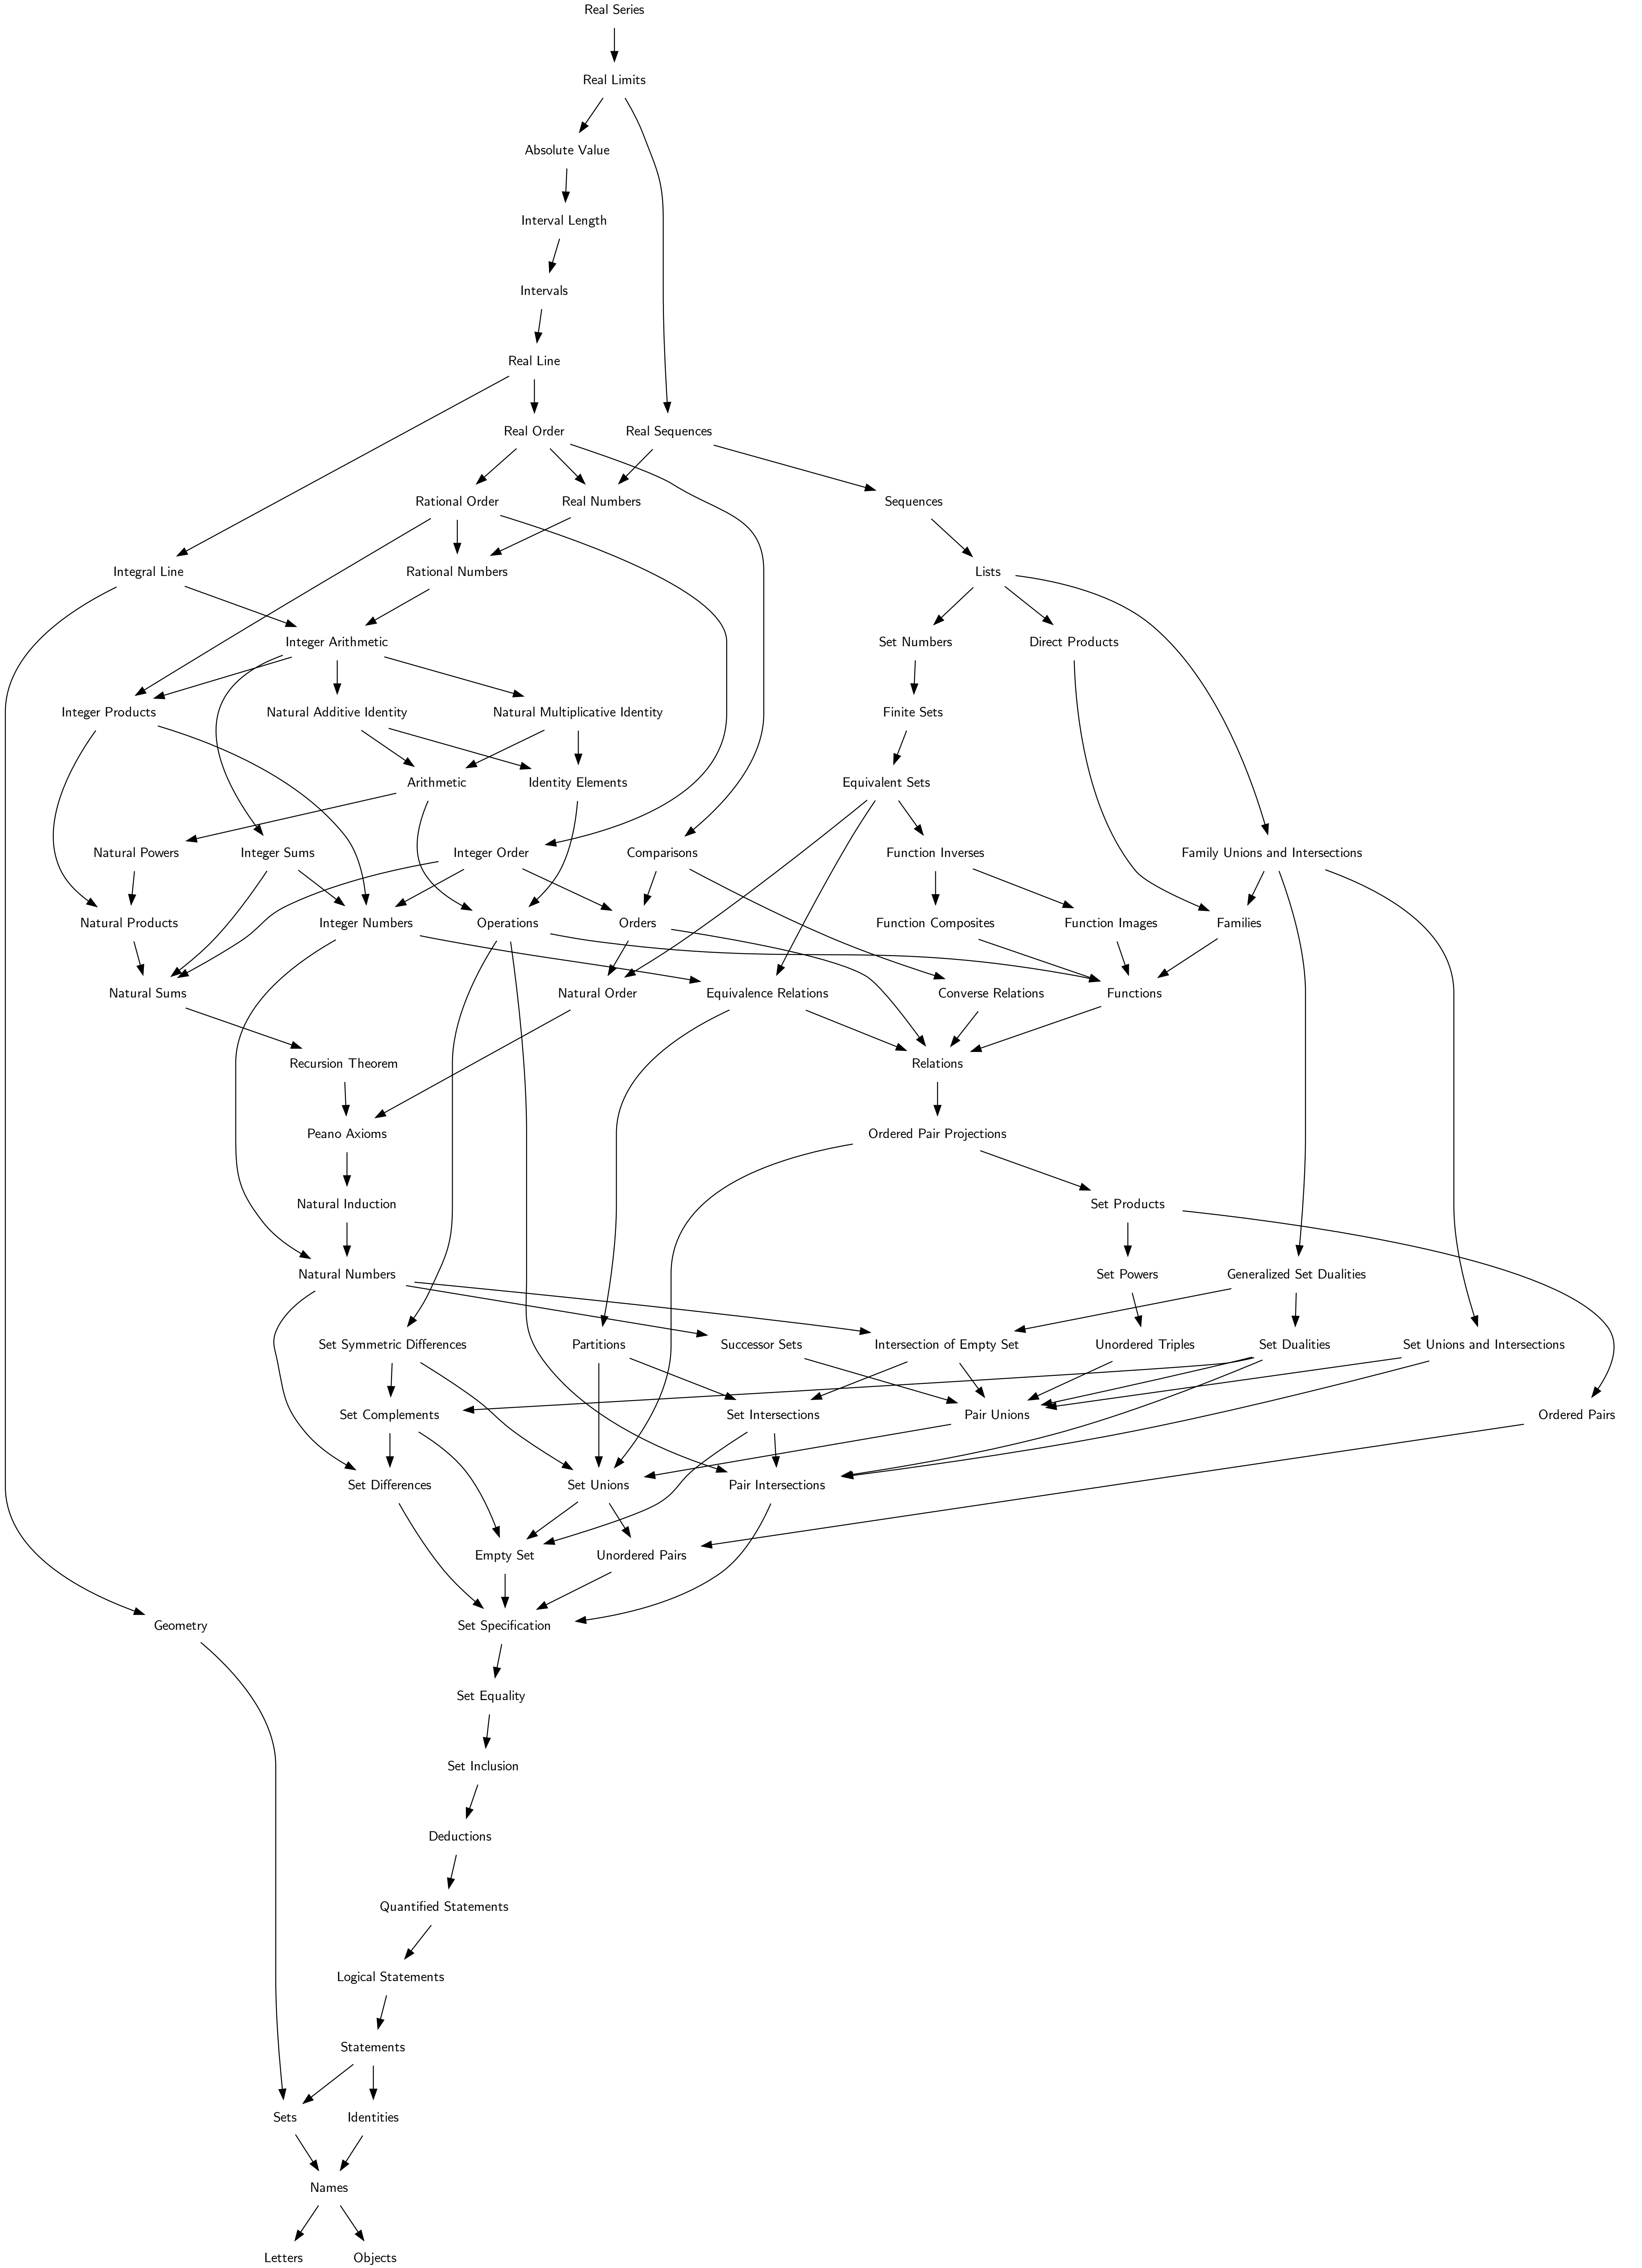 Real Series
Real Limits
Absolute Value
Interval Length
Intervals
Real Line
Real Order
Real Sequences
Rational Order
Real Numbers
Sequences
Integral Line
Rational Numbers
Lists
Integer Arithmetic
Set Numbers
Direct Products
Integer Products
Natural Additive Identity
Natural Multiplicative Identity
Finite Sets
Arithmetic
Identity Elements
Equivalent Sets
Natural Powers
Integer Sums
Integer Order
Comparisons
Function Inverses
Family Unions and Intersections
Natural Products
Integer Numbers
Operations
Orders
Function Composites
Function Images
Families
Natural Sums
Natural Order
Equivalence Relations
Converse Relations
Functions
Recursion Theorem
Relations
Peano Axioms
Ordered Pair Projections
Natural Induction
Set Products
Natural Numbers
Set Powers
Generalized Set Dualities
Set Symmetric Differences
Partitions
Successor Sets
Intersection of Empty Set
Unordered Triples
Set Dualities
Set Unions and Intersections
Set Complements
Set Intersections
Pair Unions
Ordered Pairs
Set Differences
Set Unions
Pair Intersections
Empty Set
Unordered Pairs
Geometry
Set Specification
Set Equality
Set Inclusion
Deductions
Quantified Statements
Logical Statements
Statements
Sets
Identities
Names
Letters
Objects